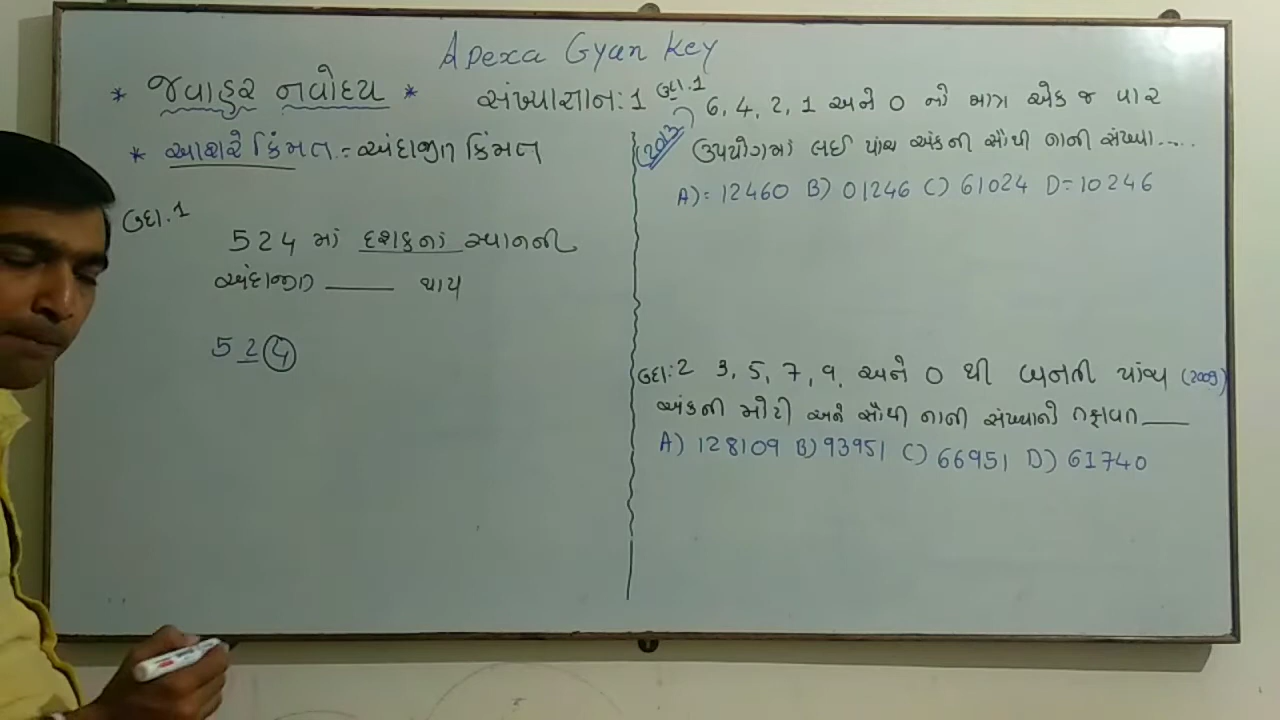 Apexa Gyan Key
* જવાહર નવોદય *
સંખ્યાજ્ઞાન:1
* આશરે કિંમત = અંદાજીત કિંમત
ઉદા.1
524 માં દશકનાં સ્થાનની
અંદાજીત ____ થાય
524
ઉદા.1
6, 4, 2, 1 અને 0 નો માત્ર એક જ વાર
ઉપયોગમાં લઈ પાંચ અંકની સૌથી નાની સંખ્યા.....
A)= 12460 B) 01246 C) 61024 D=10246
ઉદા:2 3, 5, 7, 9, અને 0 થી બનતી પાંચ (2009)
અંકની મોટી અને સૌથી નાની સંખ્યાનો તફાવત ____
A) 128109 B) 93951 C) 66951 D) 61740